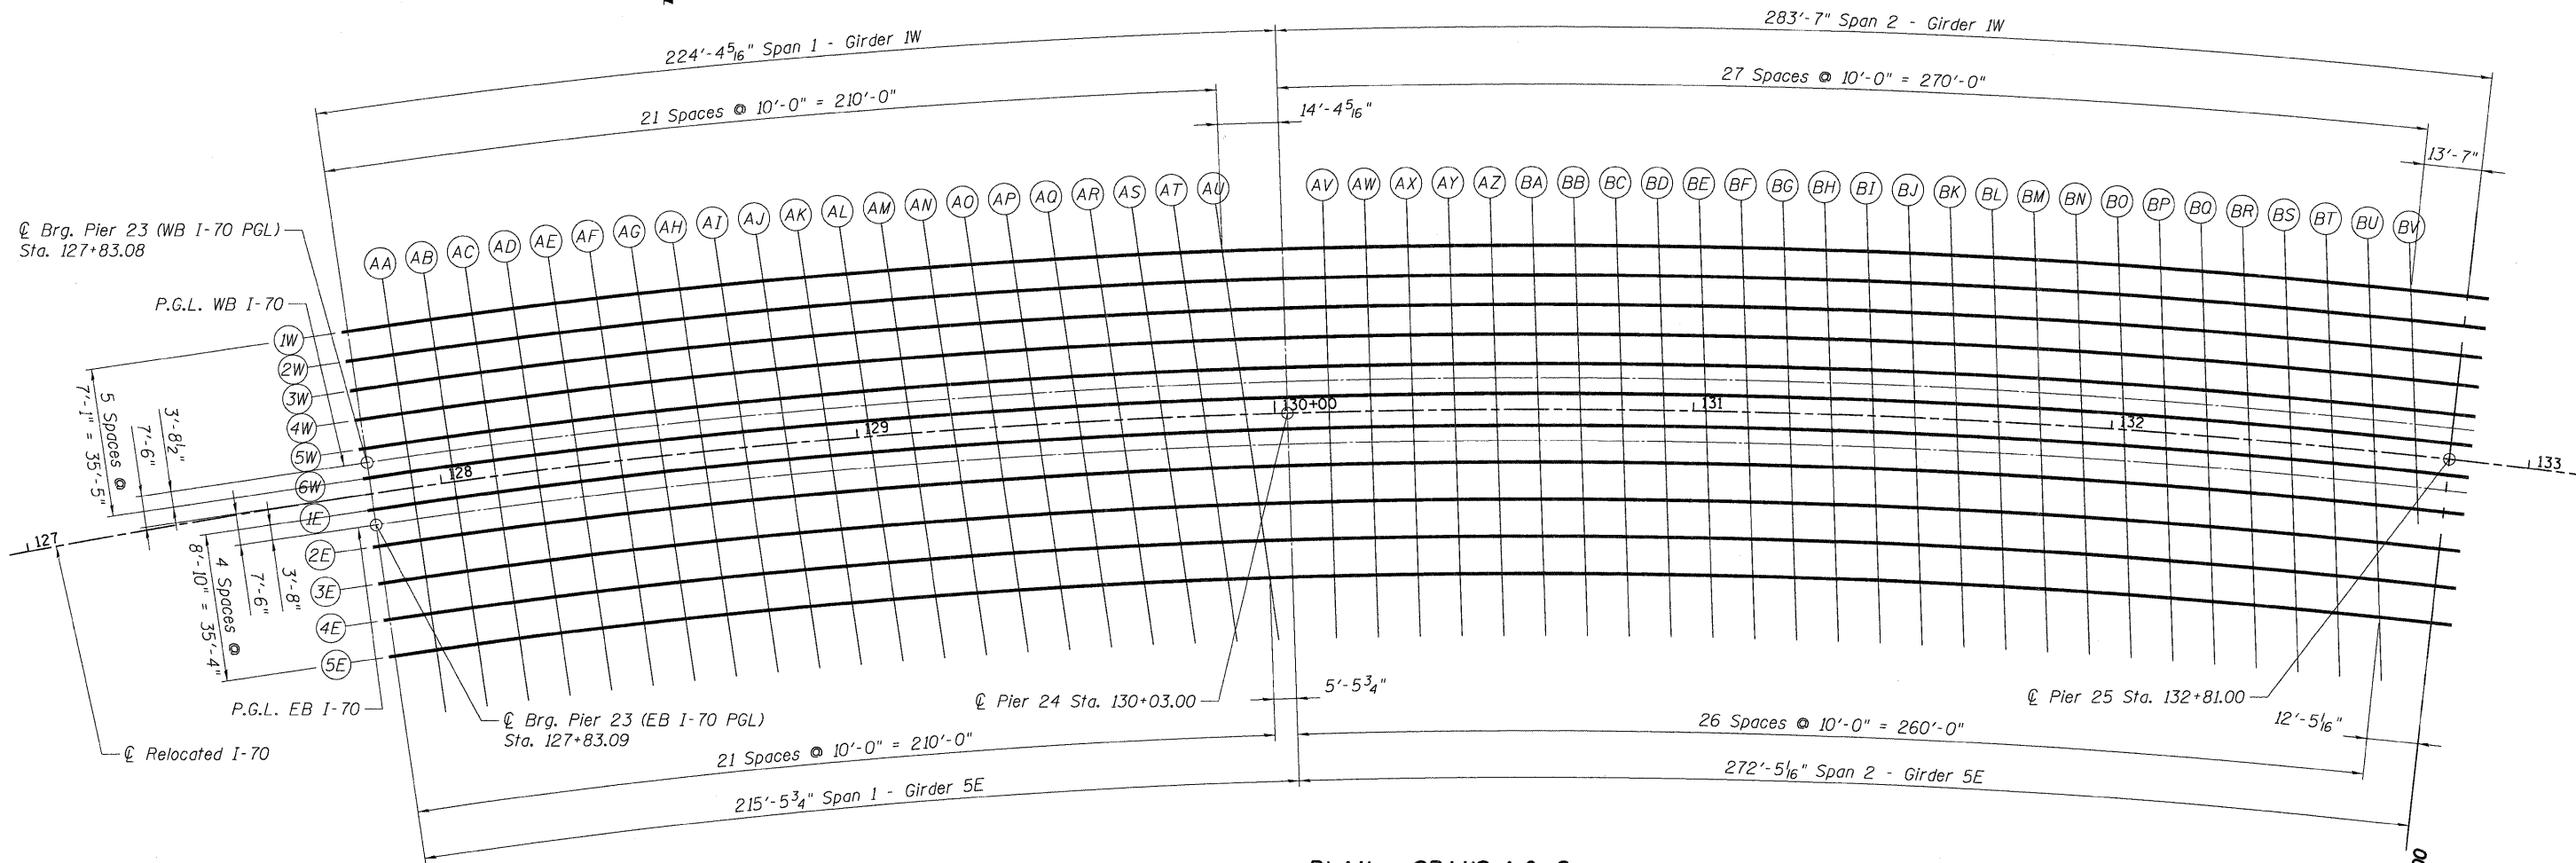 224'-4 5/16" Span 1 - Girder 1W
283'-7" Span 2 - Girder 1W
21 Spaces @ 10'-0" = 210'-0"
14'-4 5/16"
27 Spaces @ 10'-0" = 270'-0"
13'-7"
℄ Brg. Pier 23 (WB I-70 PGL)
Sta. 127+83.08
P.G.L. WB I-70
AA AB AC AD AE AF AG AH AI AJ AK AL AM AN AO AP AQ AR AS AT AU AV AW AX AY AZ BA BB BC BD BE BF BG BH BI BJ BK BL BM BN BO BP BQ BR BS BT BU BV
1W
2W
3W
4W
5W
6W
1E
2E
3E
4E
5E
5 Spaces @
7'-1" = 35'-5"
7'-6"
3'-8 1/2"
4 Spaces @
8'-10" = 35'-4"
7'-6"
3'-8"
127
128
129
130+00
131
132
133
P.G.L. EB I-70
℄ Relocated I-70
℄ Brg. Pier 23 (EB I-70 PGL)
Sta. 127+83.09
℄ Pier 24 Sta. 130+03.00
5'-5 3/4"
℄ Pier 25 Sta. 132+81.00
12'-5/16"
21 Spaces @ 10'-0" = 210'-0"
26 Spaces @ 10'-0" = 260'-0"
215'-5 3/4" Span 1 - Girder 5E
272'-5/16" Span 2 - Girder 5E